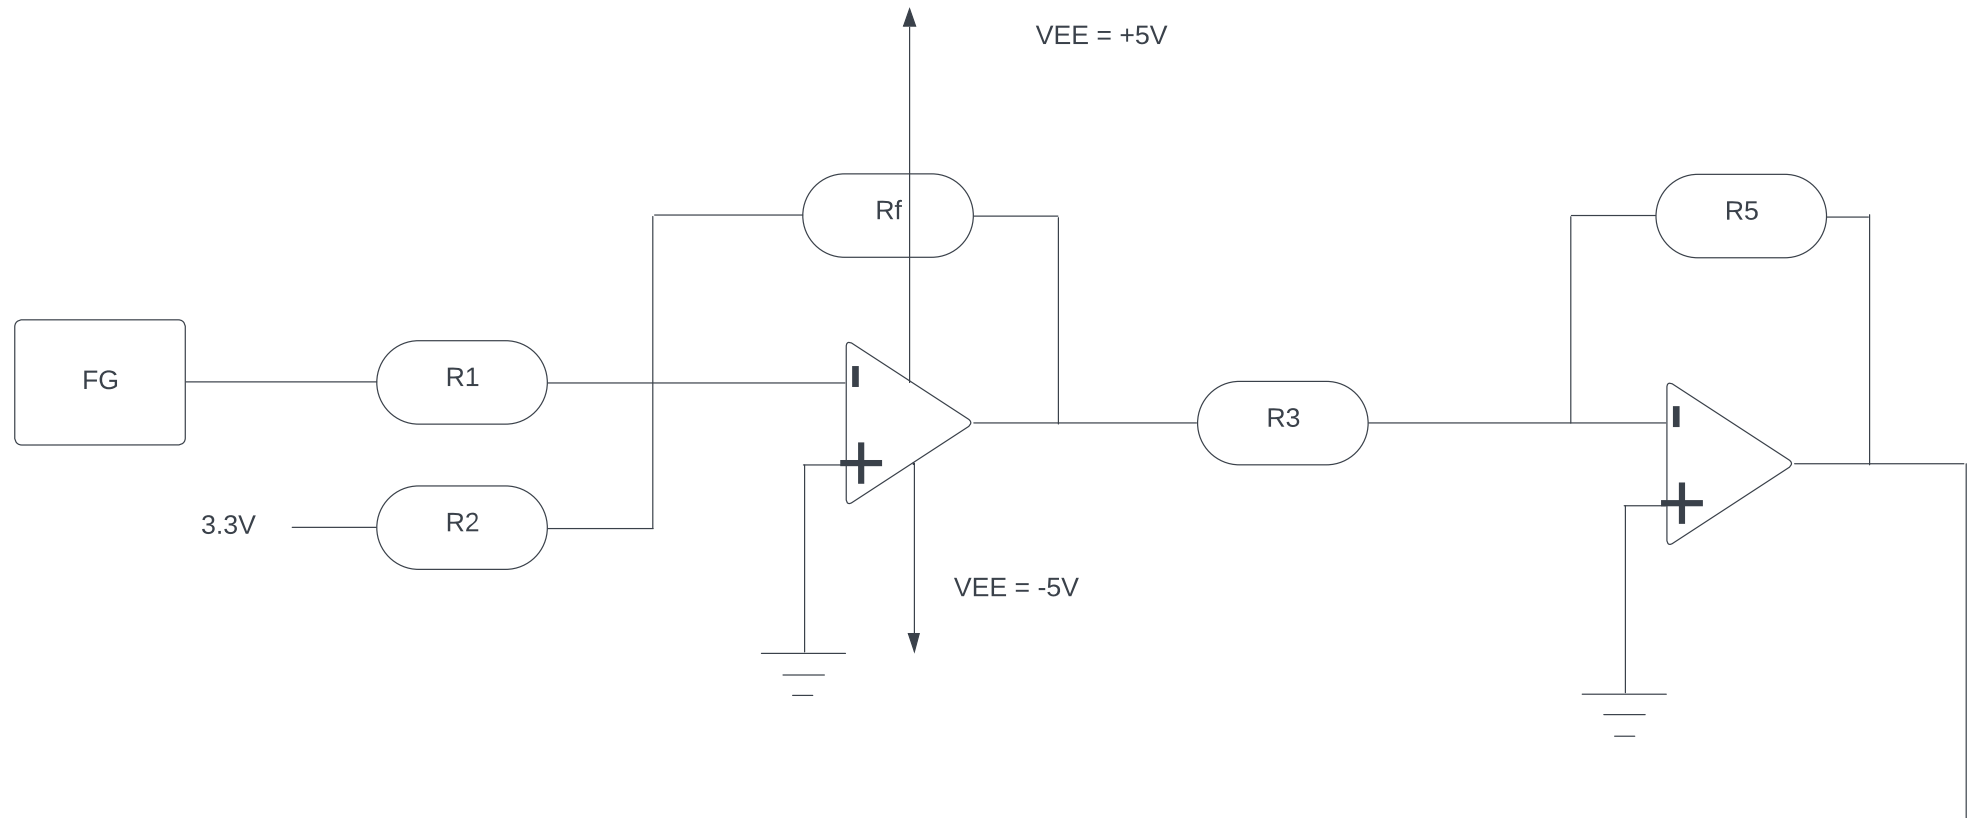 VEE = +5V
Rf
R5
FG
R1
R3
3.3V
R2
VEE = -5V